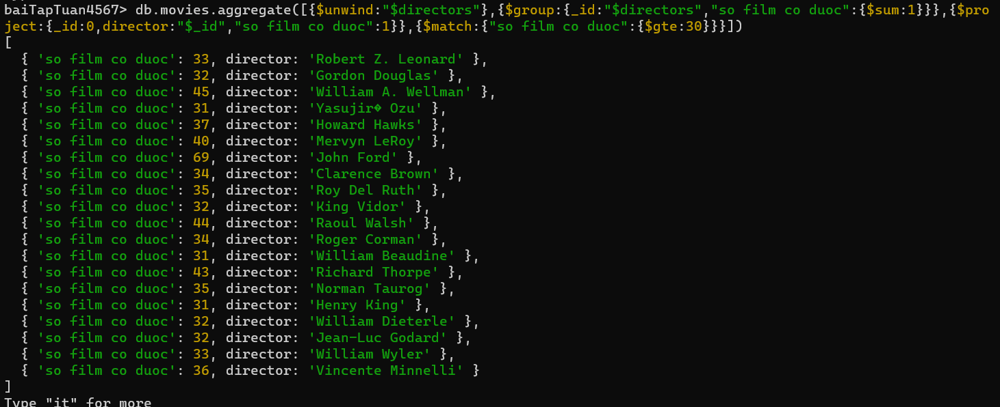 baiTapTuan4567> db.movies.aggregate([{$unwind:"$directors"},{$group:{_id:"$directors","so film co duoc":{$sum:1}}},{$pro
ject:{_id:0,director:"$_id","so film co duoc":1}},{$match:{"so film co duoc":{$gte:30}}}])
[
  { 'so film co duoc': 33, director: 'Robert Z. Leonard' },
  { 'so film co duoc': 32, director: 'Gordon Douglas' },
  { 'so film co duoc': 45, director: 'William A. Wellman' },
  { 'so film co duoc': 31, director: 'Yasujir� Ozu' },
  { 'so film co duoc': 37, director: 'Howard Hawks' },
  { 'so film co duoc': 40, director: 'Mervyn LeRoy' },
  { 'so film co duoc': 69, director: 'John Ford' },
  { 'so film co duoc': 34, director: 'Clarence Brown' },
  { 'so film co duoc': 35, director: 'Roy Del Ruth' },
  { 'so film co duoc': 32, director: 'King Vidor' },
  { 'so film co duoc': 44, director: 'Raoul Walsh' },
  { 'so film co duoc': 34, director: 'Roger Corman' },
  { 'so film co duoc': 31, director: 'William Beaudine' },
  { 'so film co duoc': 43, director: 'Richard Thorpe' },
  { 'so film co duoc': 35, director: 'Norman Taurog' },
  { 'so film co duoc': 31, director: 'Henry King' },
  { 'so film co duoc': 32, director: 'William Dieterle' },
  { 'so film co duoc': 32, director: 'Jean-Luc Godard' },
  { 'so film co duoc': 33, director: 'William Wyler' },
  { 'so film co duoc': 36, director: 'Vincente Minnelli' }
]
Type "it" for more